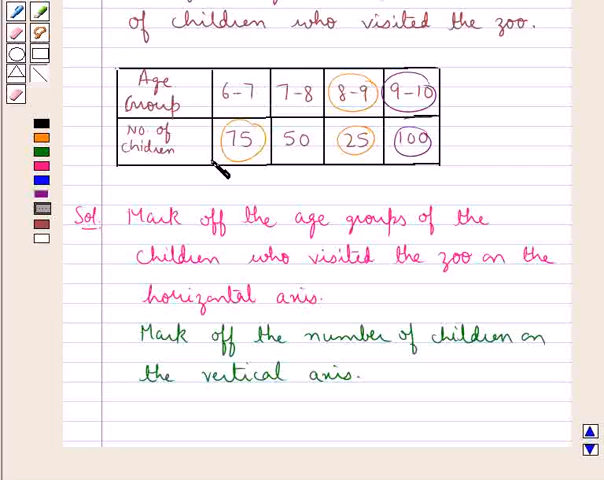 of children who visited the zoo.
Age Group 6-7 7-8 8-9 9-10
No. of Chidren 75 50 25 100
Sol. Mark off the age groups of the
children who visited the zoo on the
horizantal axis.
Mark off the number of children on
the vertical axis.